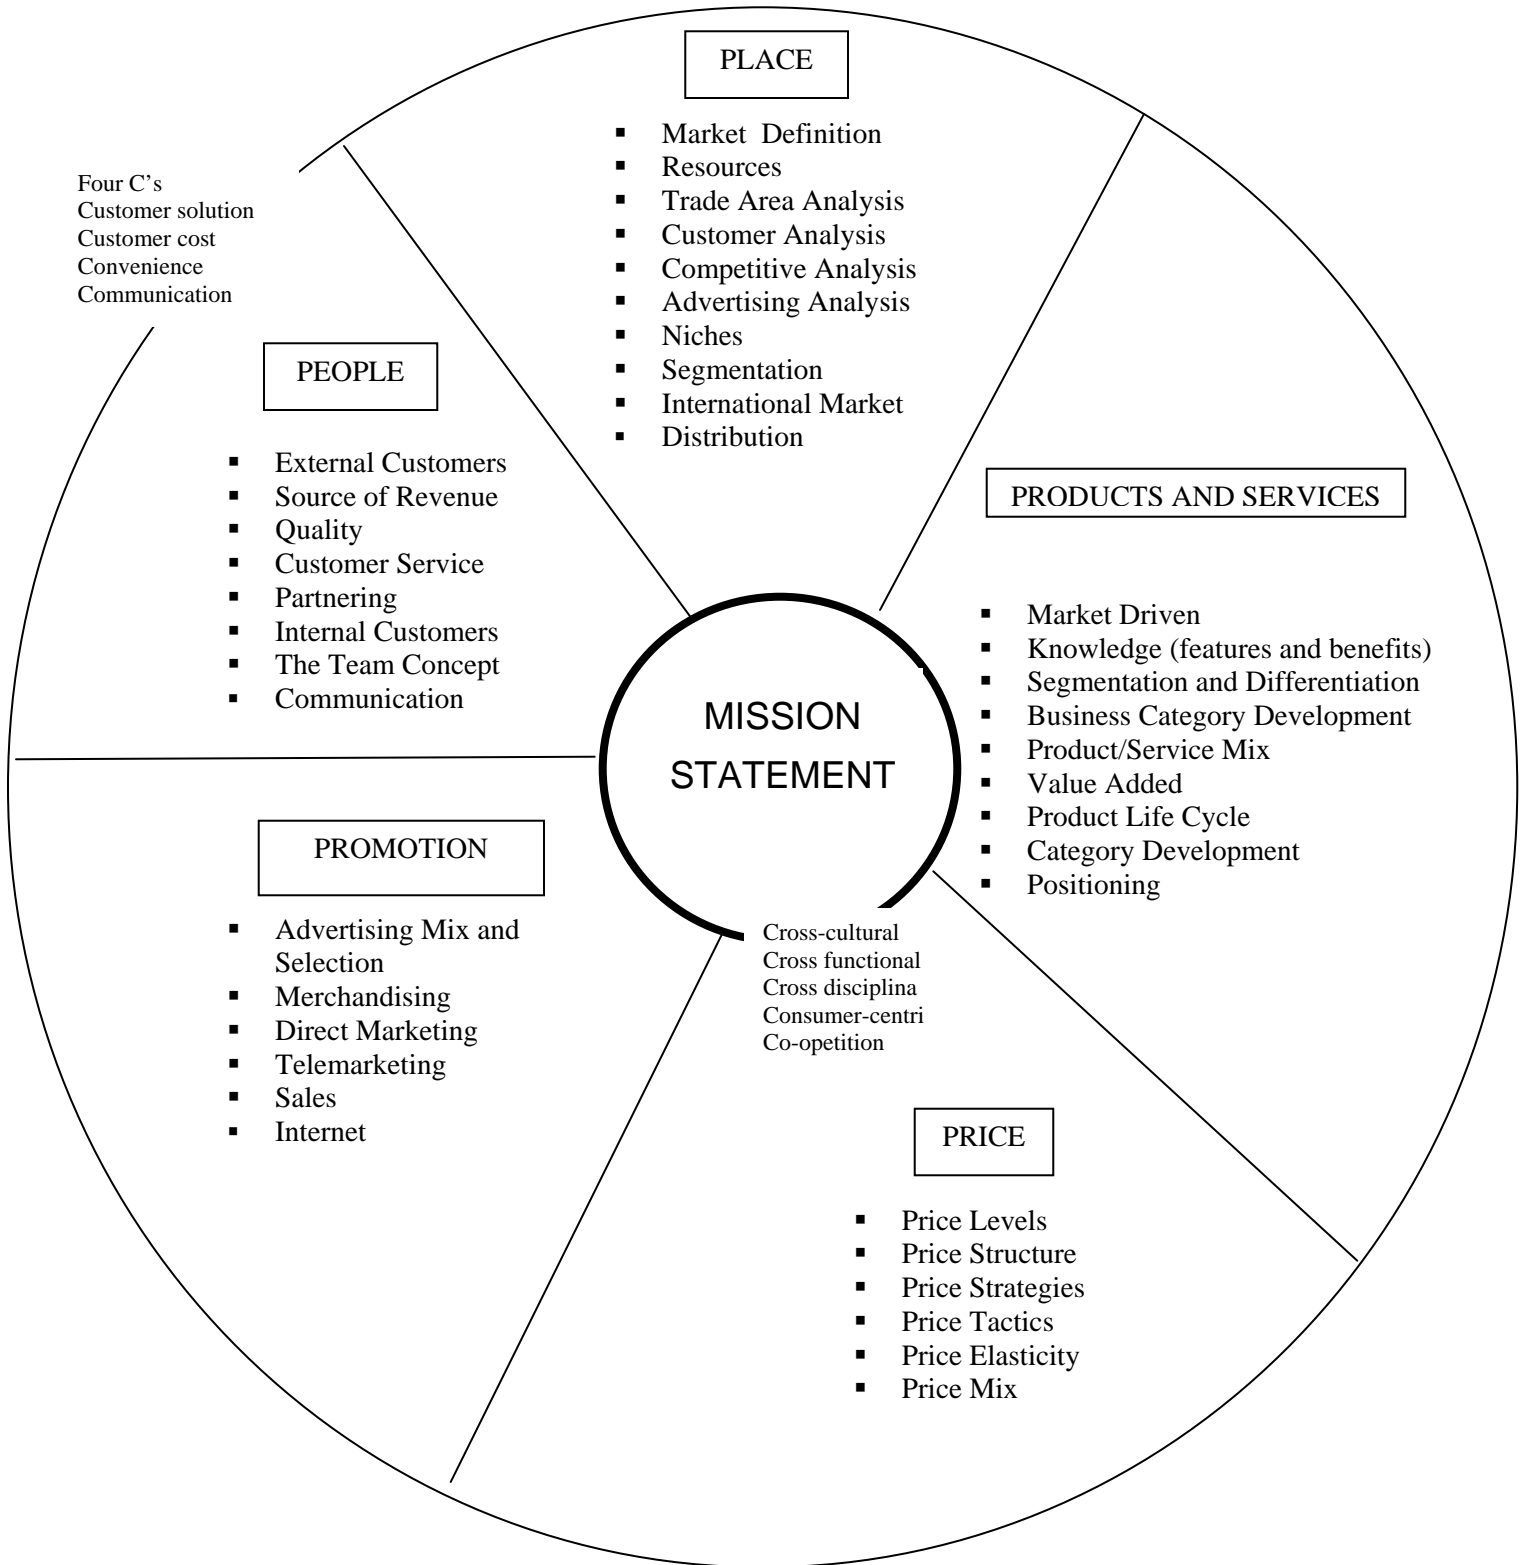 PLACE
▪ Market Definition
▪ Resources
▪ Trade Area Analysis
▪ Customer Analysis
▪ Competitive Analysis
▪ Advertising Analysis
▪ Niches
▪ Segmentation
▪ International Market
▪ Distribution
Four C’s
Customer solution
Customer cost
Convenience
Communication
PEOPLE
▪ External Customers
▪ Source of Revenue
▪ Quality
▪ Customer Service
▪ Partnering
▪ Internal Customers
▪ The Team Concept
▪ Communication
PRODUCTS AND SERVICES
▪ Market Driven
▪ Knowledge (features and benefits)
▪ Segmentation and Differentiation
▪ Business Category Development
▪ Product/Service Mix
▪ Value Added
▪ Product Life Cycle
▪ Category Development
▪ Positioning
MISSION
STATEMENT
PROMOTION
▪ Advertising Mix and
Selection
▪ Merchandising
▪ Direct Marketing
▪ Telemarketing
▪ Sales
▪ Internet
Cross-cultural
Cross functional
Cross disciplina
Consumer-centri
Co-opetition
PRICE
▪ Price Levels
▪ Price Structure
▪ Price Strategies
▪ Price Tactics
▪ Price Elasticity
▪ Price Mix